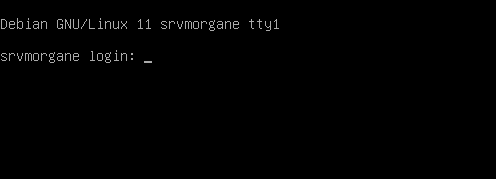 Debian GNU/Linux 11 srvmorgane tty1
srvmorgane login: _